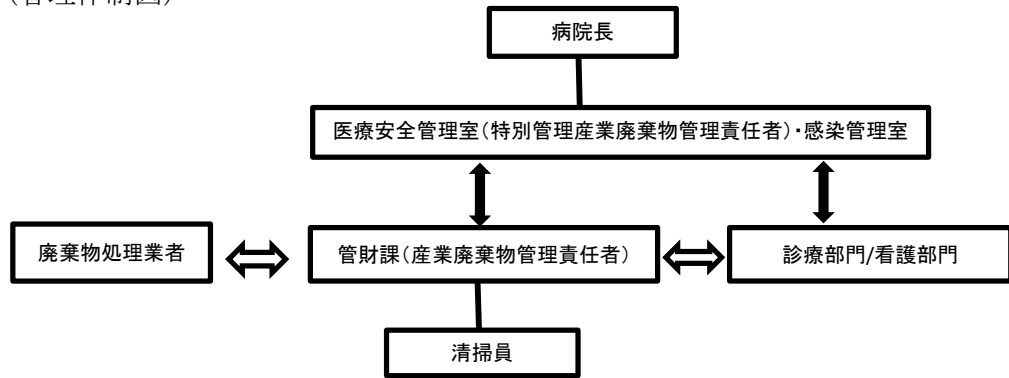 (管理体制図)
病院長
医療安全管理室(特別管理産業廃棄物管理責任者)・感染管理室
廃棄物処理業者
管財課(産業廃棄物管理責任者)
診療部門/看護部門
清掃員